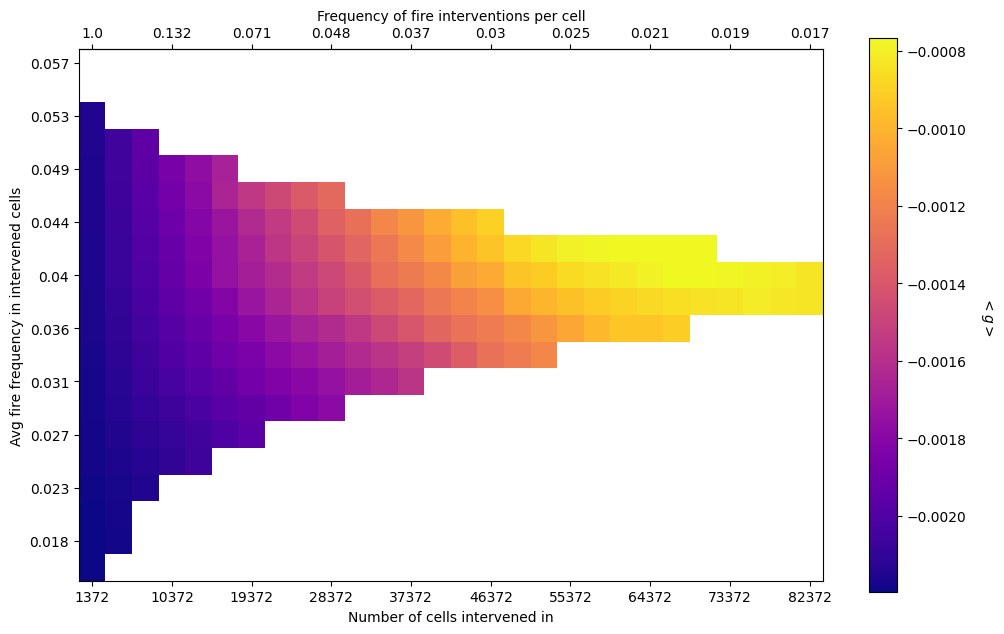 Frequency of fire interventions per cell
1.0 0.132 0.071 0.048 0.037 0.03 0.025 0.021 0.019 0.017
Avg fire frequency in intervened cells
0.057
0.053
0.049
0.044
0.04
0.036
0.031
0.027
0.023
0.018
1372 10372 19372 28372 37372 46372 55372 64372 73372 82372
Number of cells intervened in
−0.0008
−0.0010
−0.0012
−0.0014
−0.0016
−0.0018
−0.0020
< g >